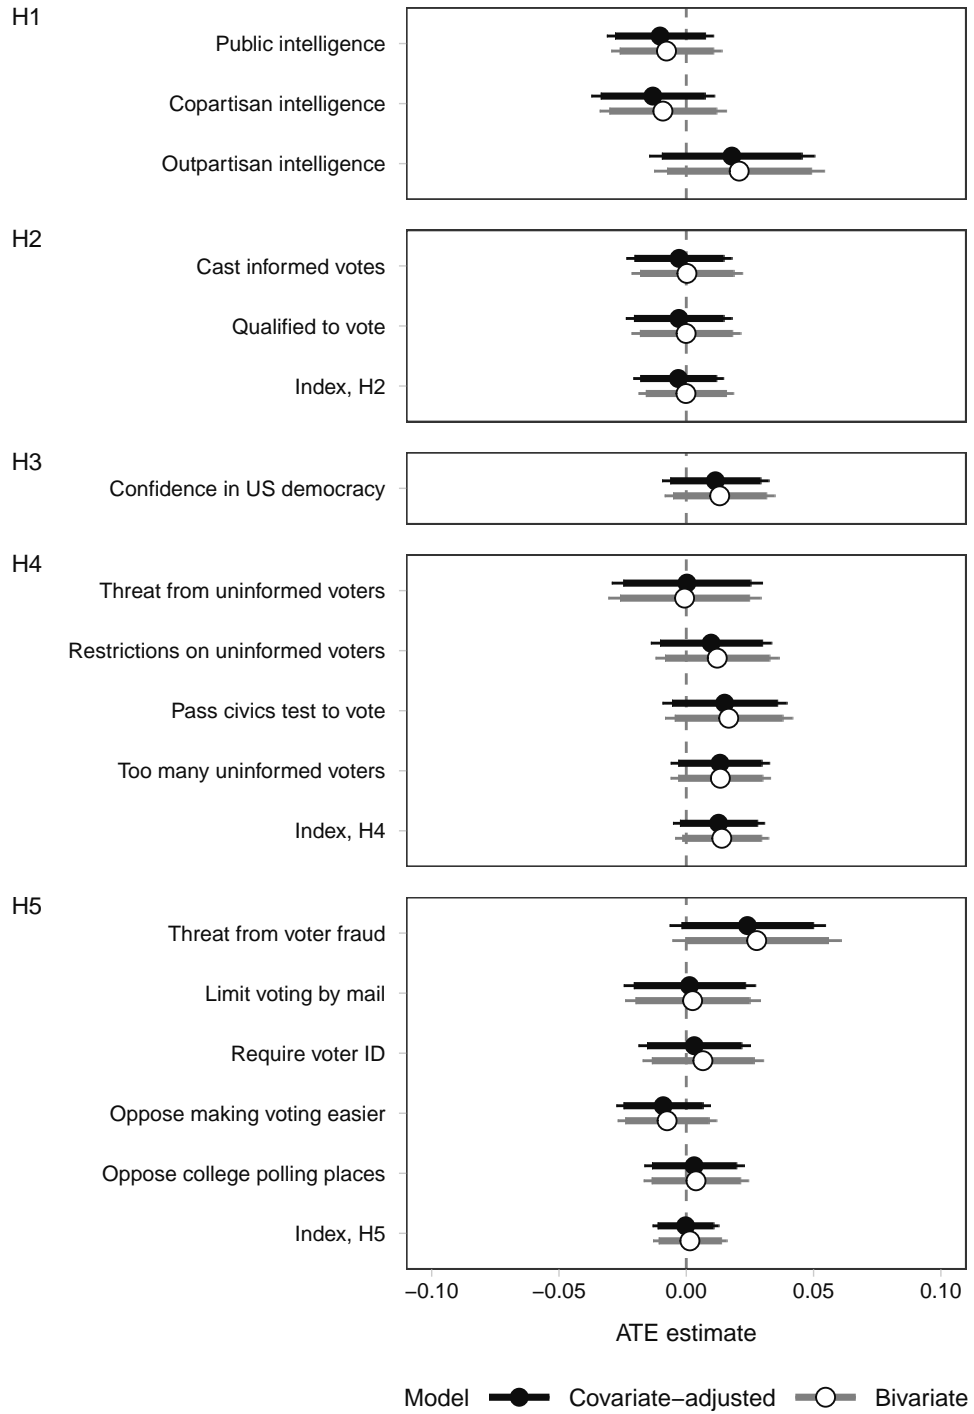 H1
Public intelligence
Copartisan intelligence
Outpartisan intelligence
H2
Cast informed votes
Qualified to vote
Index, H2
H3
Confidence in US democracy
H4
Threat from uninformed voters
Restrictions on uninformed voters
Pass civics test to vote
Too many uninformed voters
Index, H4
H5
Threat from voter fraud
Limit voting by mail
Require voter ID
Oppose making voting easier
Oppose college polling places
Index, H5
−0.10 −0.05 0.00 0.05 0.10
ATE estimate
Model Covariate−adjusted Bivariate